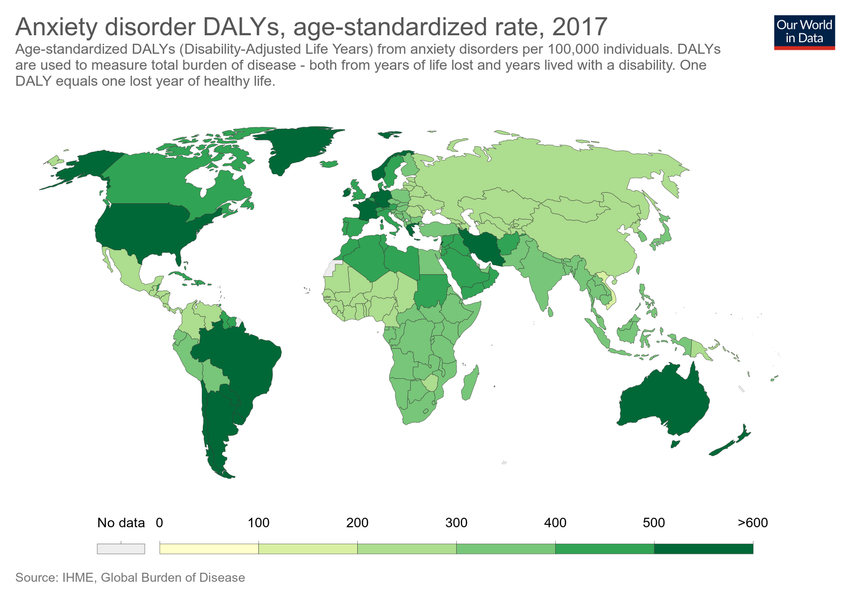 Anxiety disorder DALYs, age-standardized rate, 2017
Our World
in Data
Age-standardized DALYs (Disability-Adjusted Life Years) from anxiety disorders per 100,000 individuals. DALYs
are used to measure total burden of disease - both from years of life lost and years lived with a disability. One
DALY equals one lost year of healthy life.
No data 0 100 200 300 400 500 >600
Source: IHME, Global Burden of Disease